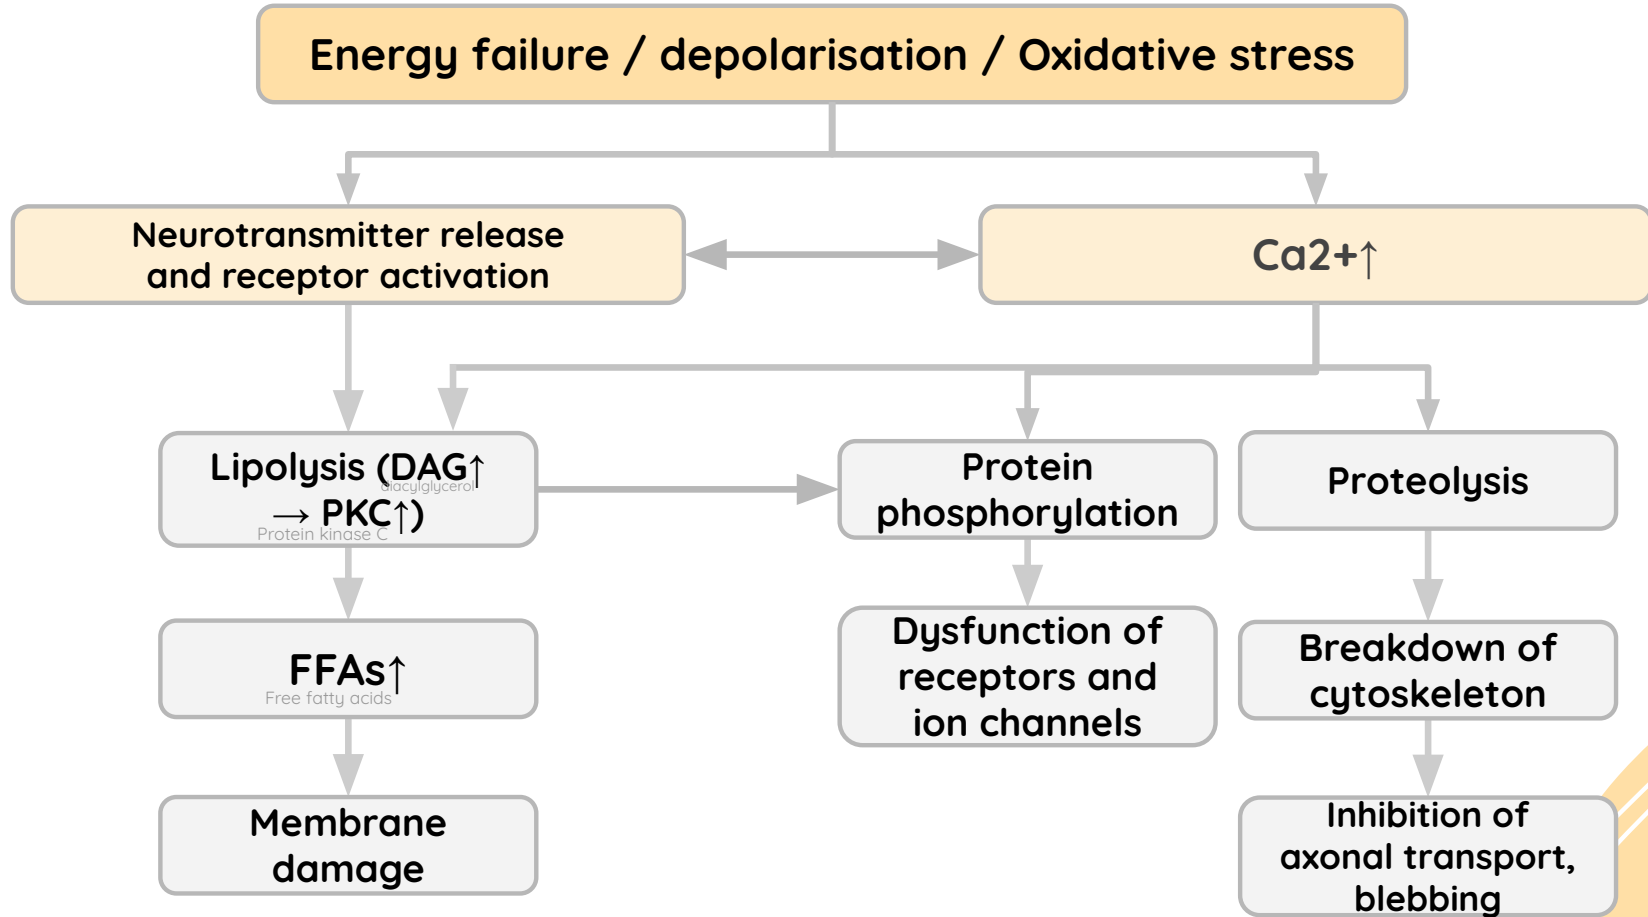 Energy failure / depolarisation / Oxidative stress
Neurotransmitter release
and receptor activation
Ca2+↑
Lipolysis (DAG↑
diacylglycerol
→ PKC↑)
Protein kinase C
Protein
phosphorylation
Proteolysis
FFAs↑
Free fatty acids
Dysfunction of
receptors and
ion channels
Breakdown of
cytoskeleton
Membrane
damage
Inhibition of
axonal transport,
blebbing